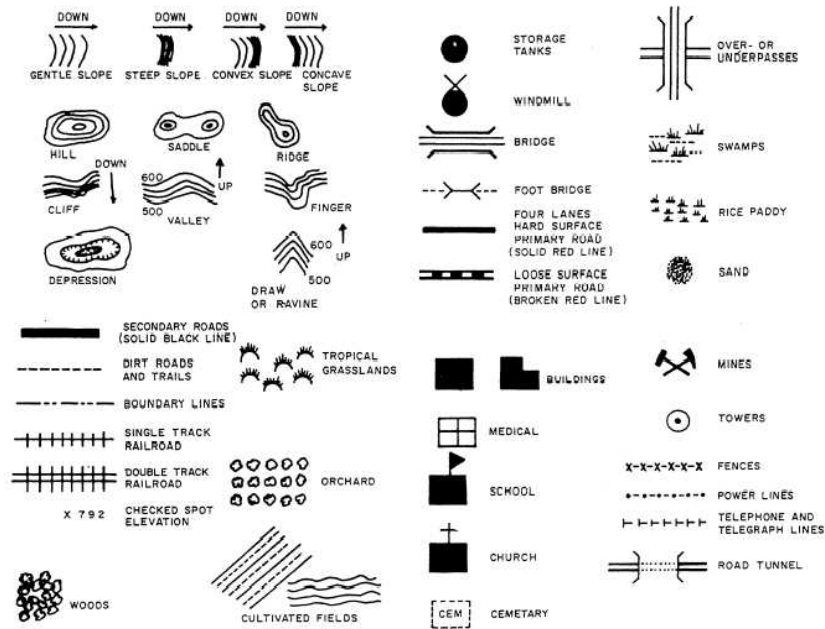 DOWN
DOWN
DOWN
DOWN
GENTLE SLOPE
STEEP SLOPE
CONVEX SLOPE
CONCAVE
SLOPE
HILL
SADDLE
RIDGE
DOWN
600
UP
CLIFF
500
VALLEY
FINGER
600
UP
500
DEPRESSION
DRAW
OR RAVINE
SECONDARY ROADS
(SOLID BLACK LINE)
DIRT ROADS
AND TRAILS
TROPICAL
GRASSLANDS
BOUNDARY LINES
SINGLE TRACK
RAILROAD
DOUBLE TRACK
RAILROAD
ORCHARD
X 792
CHECKED SPOT
ELEVATION
WOODS
CULTIVATED FIELDS
STORAGE
TANKS
WINDMILL
BRIDGE
FOOT BRIDGE
FOUR LANES
HARD SURFACE
PRIMARY ROAD
(SOLID RED LINE)
LOOSE SURFACE
PRIMARY ROAD
(BROKEN RED LINE)
BUILDINGS
MEDICAL
SCHOOL
CHURCH
CEM
CEMETARY
OVER- OR
UNDERPASSES
SWAMPS
RICE PADDY
SAND
MINES
TOWERS
FENCES
POWER LINES
TELEPHONE AND
TELEGRAPH LINES
ROAD TUNNEL